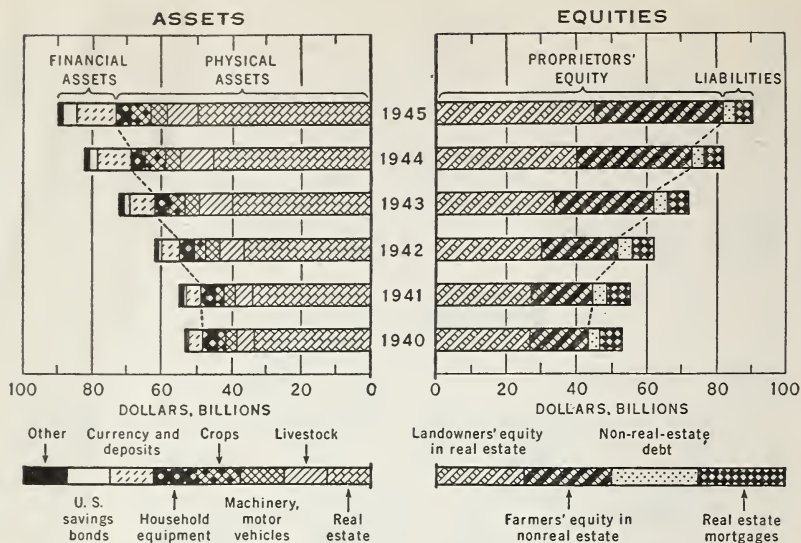 ASSETS
EQUITIES
FINANCIAL ASSETS
PHYSICAL ASSETS
PROPRIETORS' EQUITY
LIABILITIES
1945
1944
1943
1942
1941
1940
100 80 60 40 20 0
DOLLARS, BILLIONS
0 20 40 60 80 100
DOLLARS, BILLIONS
Other
Currency and deposits
Crops
Livestock
U. S. savings bonds
Household equipment
Machinery, motor vehicles
Real estate
Landowners' equity in real estate
Non-real-estate debt
Farmers' equity in nonreal estate
Real estate mortgages